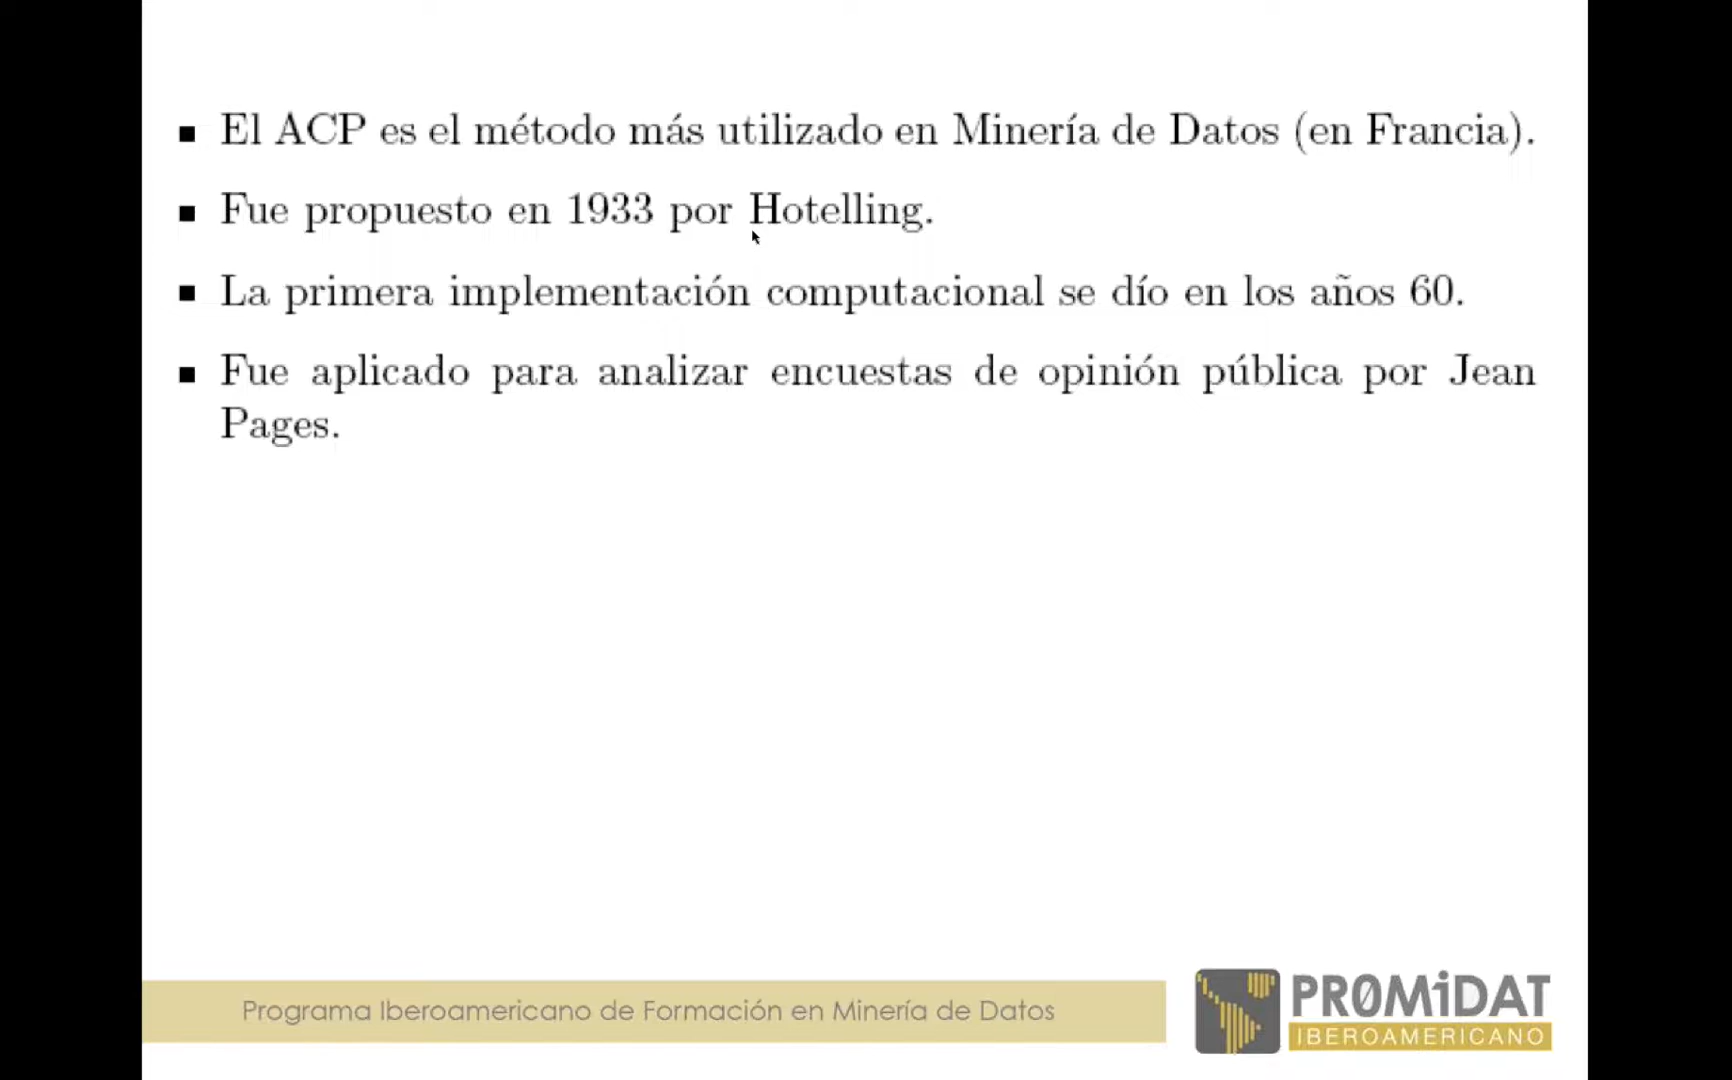 El ACP es el método más utilizado en Minería de Datos (en Francia).
Fue propuesto en 1933 por Hotelling.
La primera implementación computacional se dío en los años 60.
Fue aplicado para analizar encuestas de opinión pública por Jean
Pages.
Programa Iberoamericano de Formación en Minería de Datos
PR0MiDAT
IBEROAMERICANO